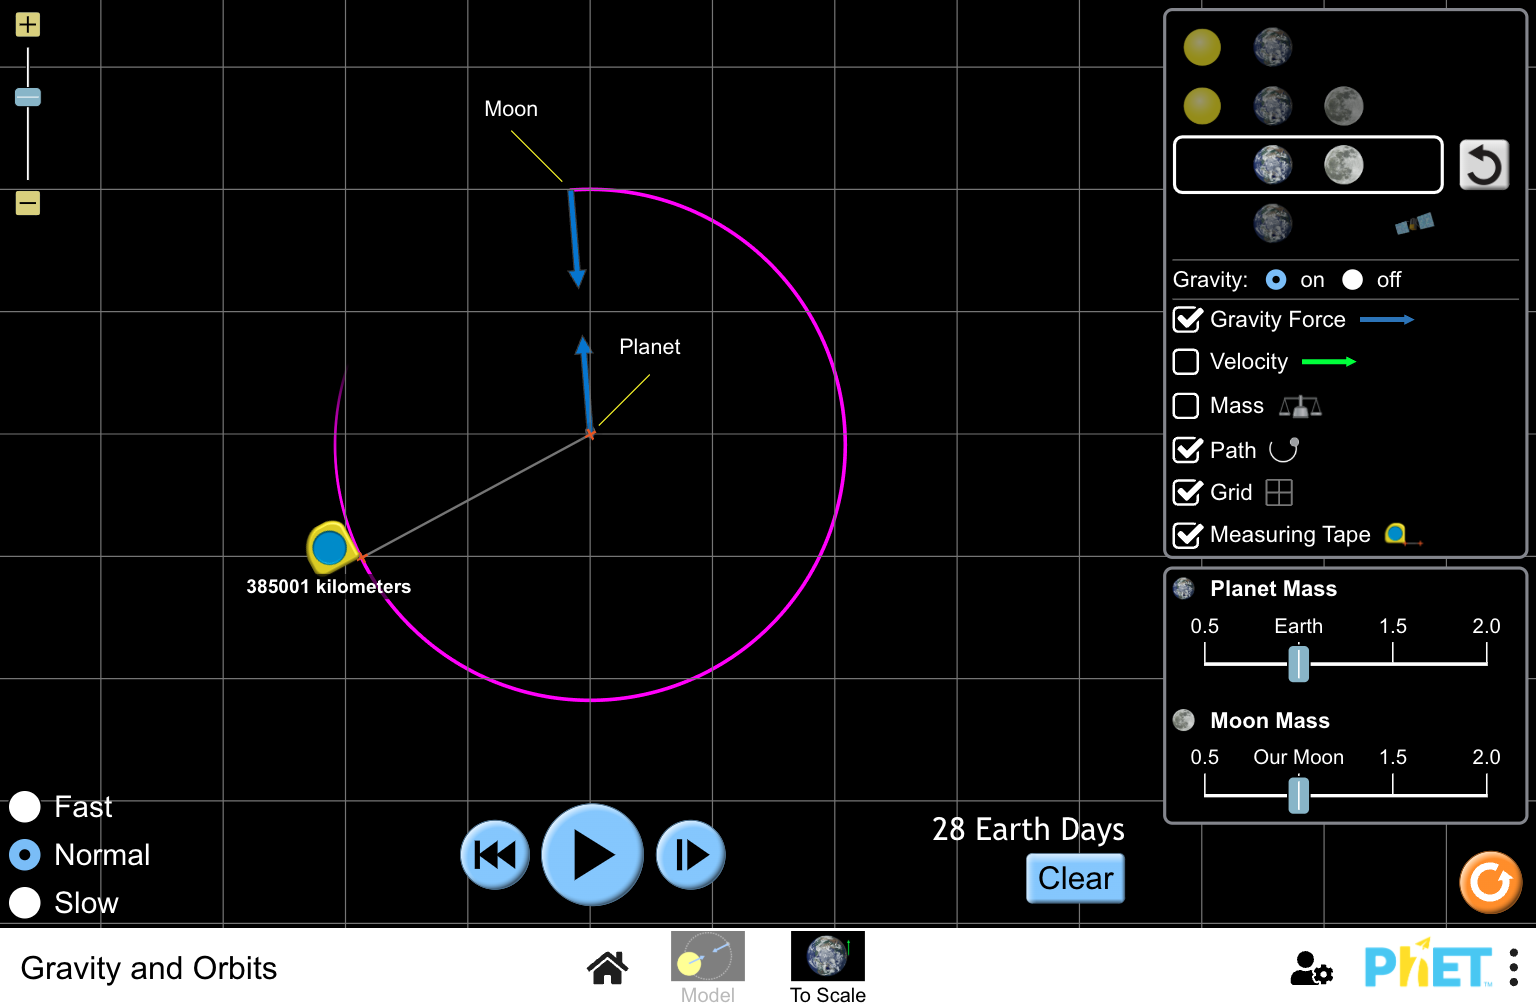 Moon
Planet
385001 kilometers
Gravity: on off
Gravity Force
Velocity
Mass
Path
Grid
Measuring Tape
Planet Mass
0.5 Earth 1.5 2.0
Moon Mass
0.5 Our Moon 1.5 2.0
Fast
Normal
Slow
28 Earth Days
Clear
Gravity and Orbits
Model
To Scale
PhET™